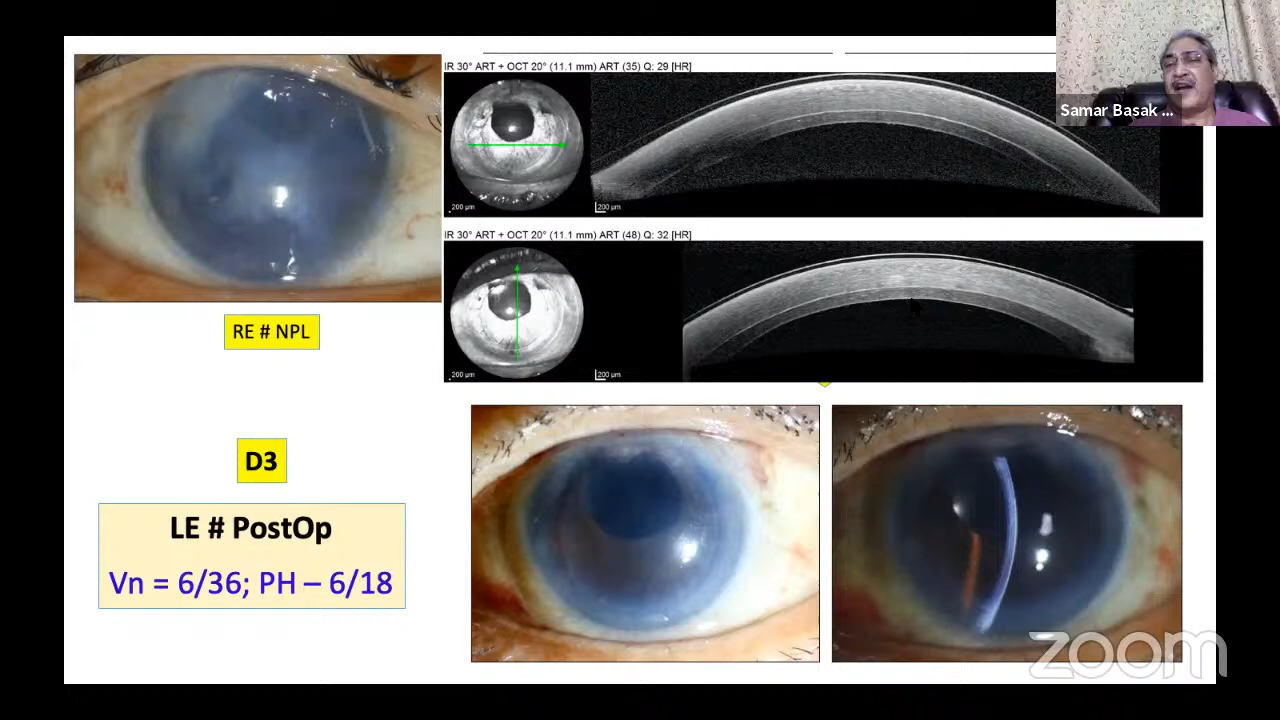 IR 30° ART + OCT 20° (11.1 mm) ART (35) Q: 29 [HR]
200 µm
200 µm
Samar Basak ...
IR 30° ART + OCT 20° (11.1 mm) ART (48) Q: 32 [HR]
200 µm
200 µm
RE # NPL
D3
LE # PostOp
Vn = 6/36; PH – 6/18
zoom